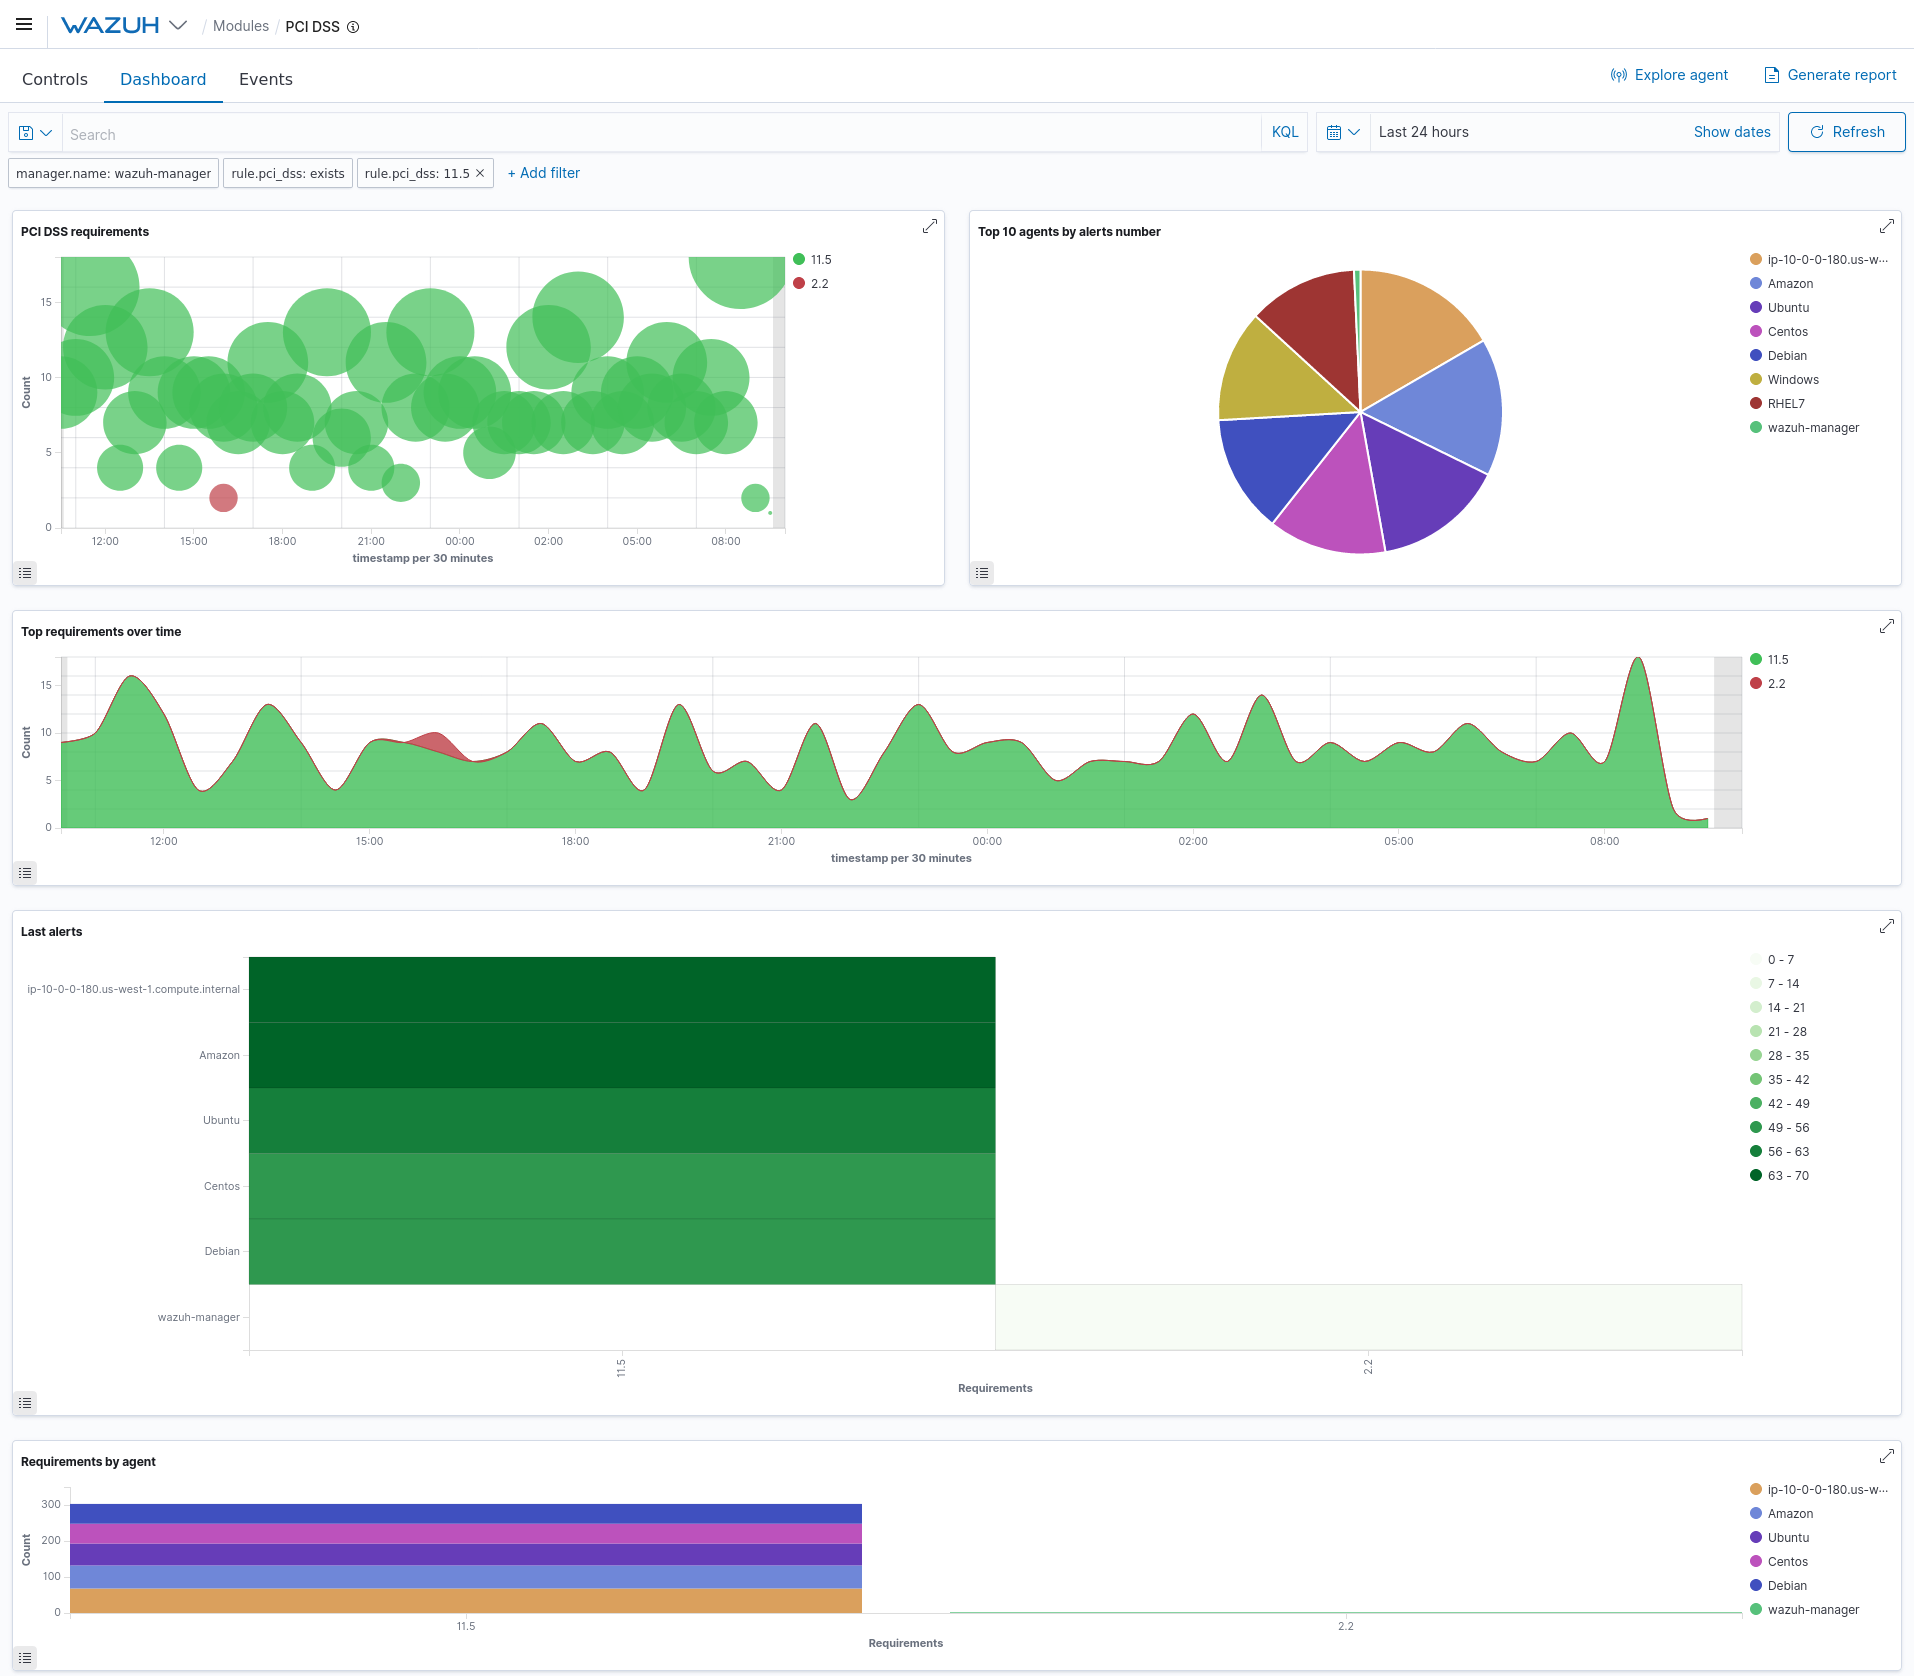 WAZUH / Modules / PCI DSS
Controls Dashboard Events Explore agent Generate report
Search KQL Last 24 hours Show dates Refresh
manager.name: wazuh-manager rule.pci_dss: exists rule.pci_dss: 11.5 × + Add filter
PCI DSS requirements
Count
15
10
5
0
12:00 15:00 18:00 21:00 00:00 02:00 05:00 08:00
timestamp per 30 minutes
11.5
2.2
Top 10 agents by alerts number
ip-10-0-0-180.us-w...
Amazon
Ubuntu
Centos
Debian
Windows
RHEL7
wazuh-manager
Top requirements over time
Count
15
10
5
0
12:00 15:00 18:00 21:00 00:00 02:00 05:00 08:00
timestamp per 30 minutes
11.5
2.2
Last alerts
ip-10-0-0-180.us-west-1.compute.internal
Amazon
Ubuntu
Centos
Debian
wazuh-manager
11.5 2.2
Requirements
0 - 7
7 - 14
14 - 21
21 - 28
28 - 35
35 - 42
42 - 49
49 - 56
56 - 63
63 - 70
Requirements by agent
Count
300
200
100
0
11.5 2.2
Requirements
ip-10-0-0-180.us-w...
Amazon
Ubuntu
Centos
Debian
wazuh-manager